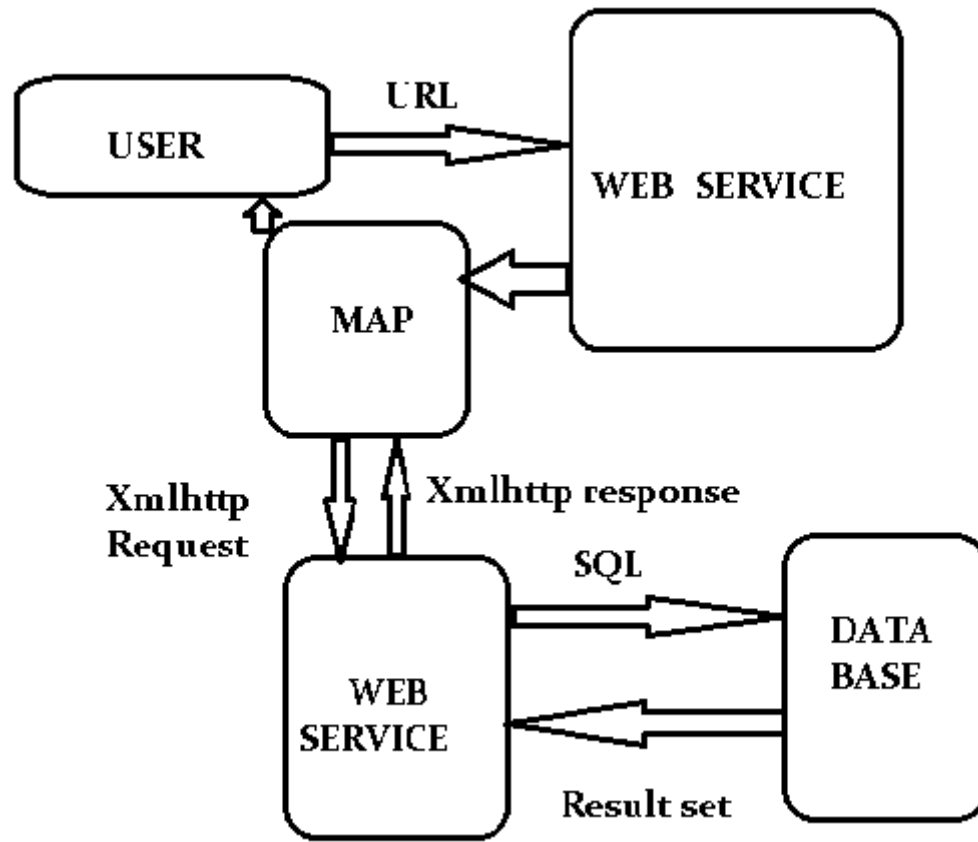 URL
USER
WEB SERVICE
MAP
Xmlhttp
Request
Xmlhttp response
SQL
DATA
BASE
WEB
SERVICE
Result set